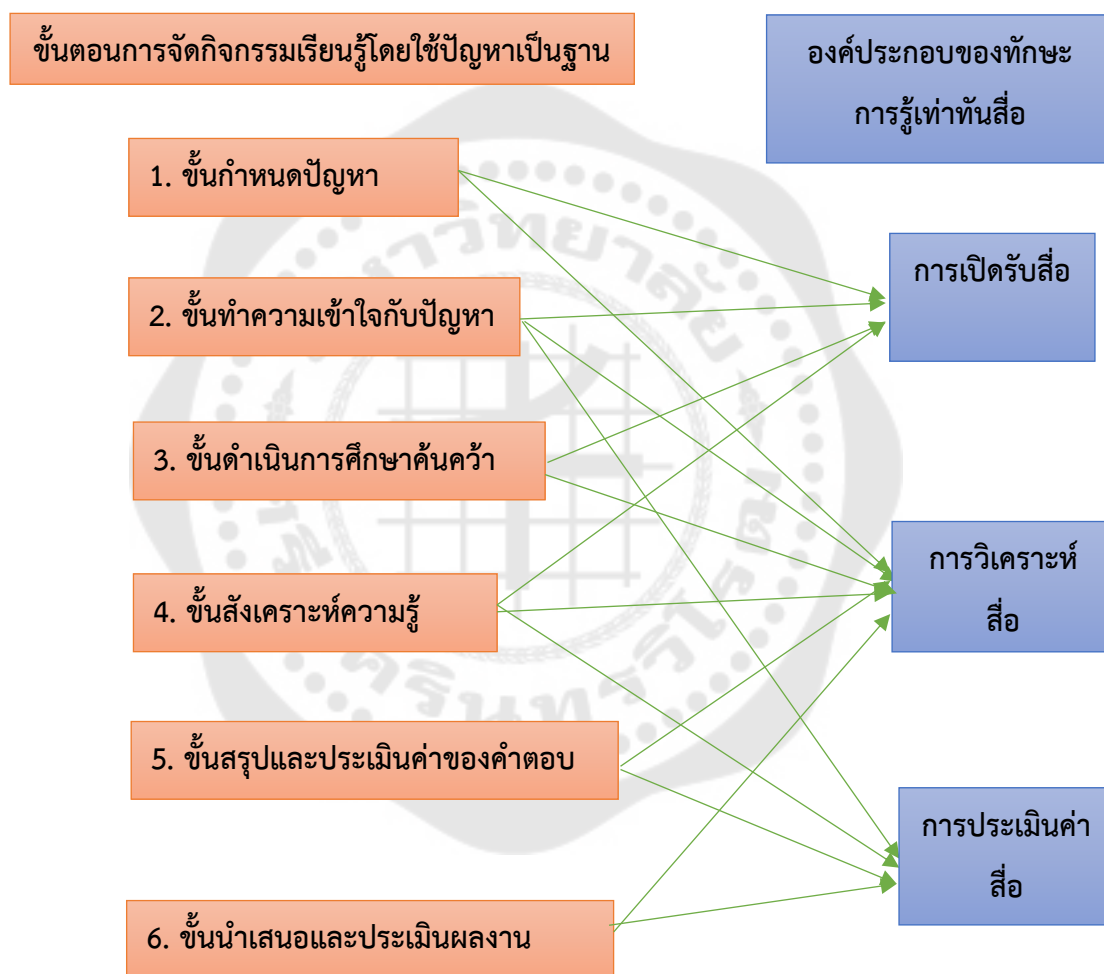 ขั้นตอนการจัดกิจกรรมเรียนรู้โดยใช้ปัญหาเป็นฐาน
องค์ประกอบของทักษะ
การรู้เท่าทันสื่อ
1. ขั้นกำหนดปัญหา
การเปิดรับสื่อ
2. ขั้นทำความเข้าใจกับปัญหา
3. ขั้นดำเนินการศึกษาค้นคว้า
การวิเคราะห์
สื่อ
4. ขั้นสังเคราะห์ความรู้
5. ขั้นสรุปและประเมินค่าของคำตอบ
การประเมินค่า
สื่อ
6. ขั้นนำเสนอและประเมินผลงาน